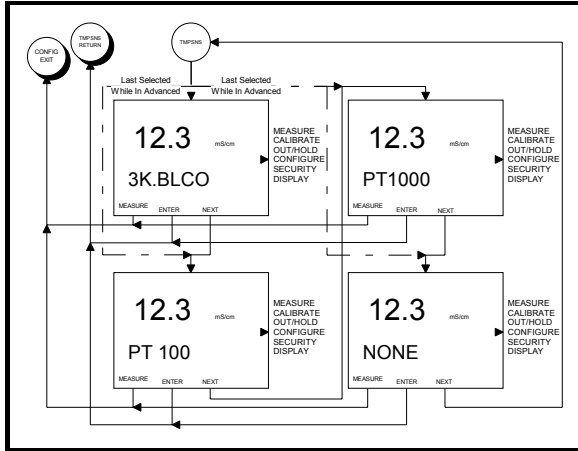 CONFIG
EXIT
TMPSNS
RETURN
TMPSNS
Last Selected
While In Advanced
Last Selected
While In Advanced
12.3 mS/cm
3K.BLCO
MEASURE
CALIBRATE
OUT/HOLD
CONFIGURE
SECURITY
DISPLAY
MEASURE ENTER NEXT
12.3 mS/cm
PT1000
MEASURE
CALIBRATE
OUT/HOLD
CONFIGURE
SECURITY
DISPLAY
MEASURE ENTER NEXT
12.3 mS/cm
PT 100
MEASURE
CALIBRATE
OUT/HOLD
CONFIGURE
SECURITY
DISPLAY
MEASURE ENTER NEXT
12.3 mS/cm
NONE
MEASURE
CALIBRATE
OUT/HOLD
CONFIGURE
SECURITY
DISPLAY
MEASURE ENTER NEXT